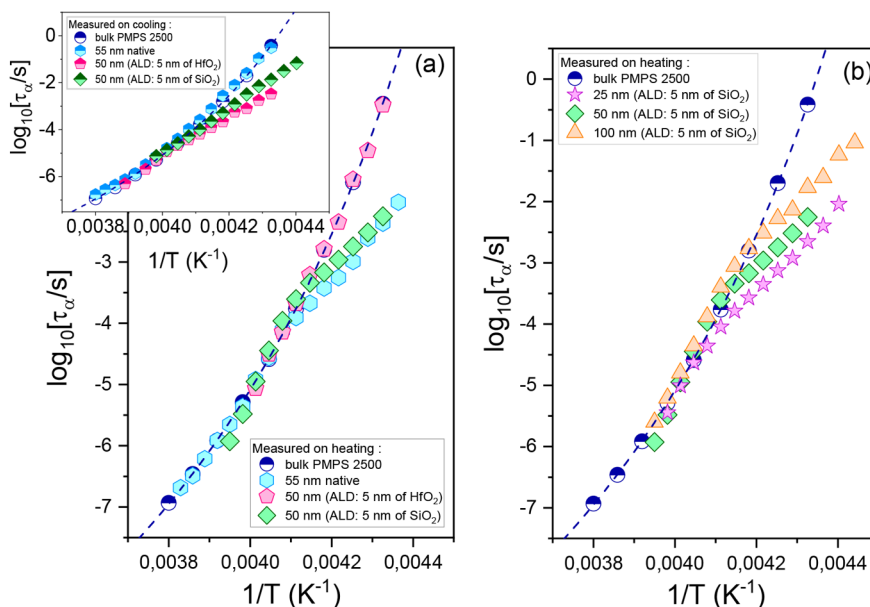 Measured on cooling :
bulk PMPS 2500
55 nm native
50 nm (ALD: 5 nm of HfO₂)
50 nm (ALD: 5 nm of SiO₂)
log₁₀[τα/s]
0
-2
-4
-6
0,0038
0,0040
0,0042
0,0044
1/T (K⁻¹)
(a)
log₁₀[τα/s]
-3
-4
-5
-6
-7
Measured on heating :
bulk PMPS 2500
55 nm native
50 nm (ALD: 5 nm of HfO₂)
50 nm (ALD: 5 nm of SiO₂)
0,0038
0,0040
0,0042
0,0044
1/T (K⁻¹)
(b)
Measured on heating :
bulk PMPS 2500
25 nm (ALD: 5 nm of SiO₂)
50 nm (ALD: 5 nm of SiO₂)
100 nm (ALD: 5 nm of SiO₂)
log₁₀[τα/s]
0
-1
-2
-3
-4
-5
-6
-7
0,0038
0,0040
0,0042
0,0044
1/T (K⁻¹)